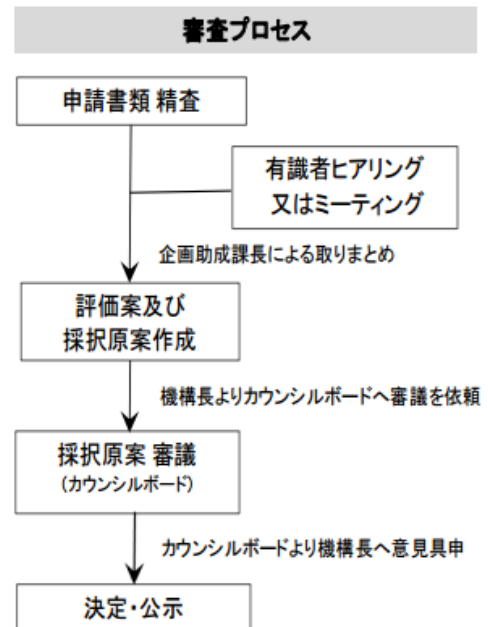 審査プロセス
申請書類 精査
有識者ヒアリング
又はミーティング
企画助成課長による取りまとめ
評価案及び
採択原案作成
機構長よりカウンシルボードへ審議を依頼
採択原案 審議
(カウンシルボード)
カウンシルボードより機構長へ意見具申
決定・公示